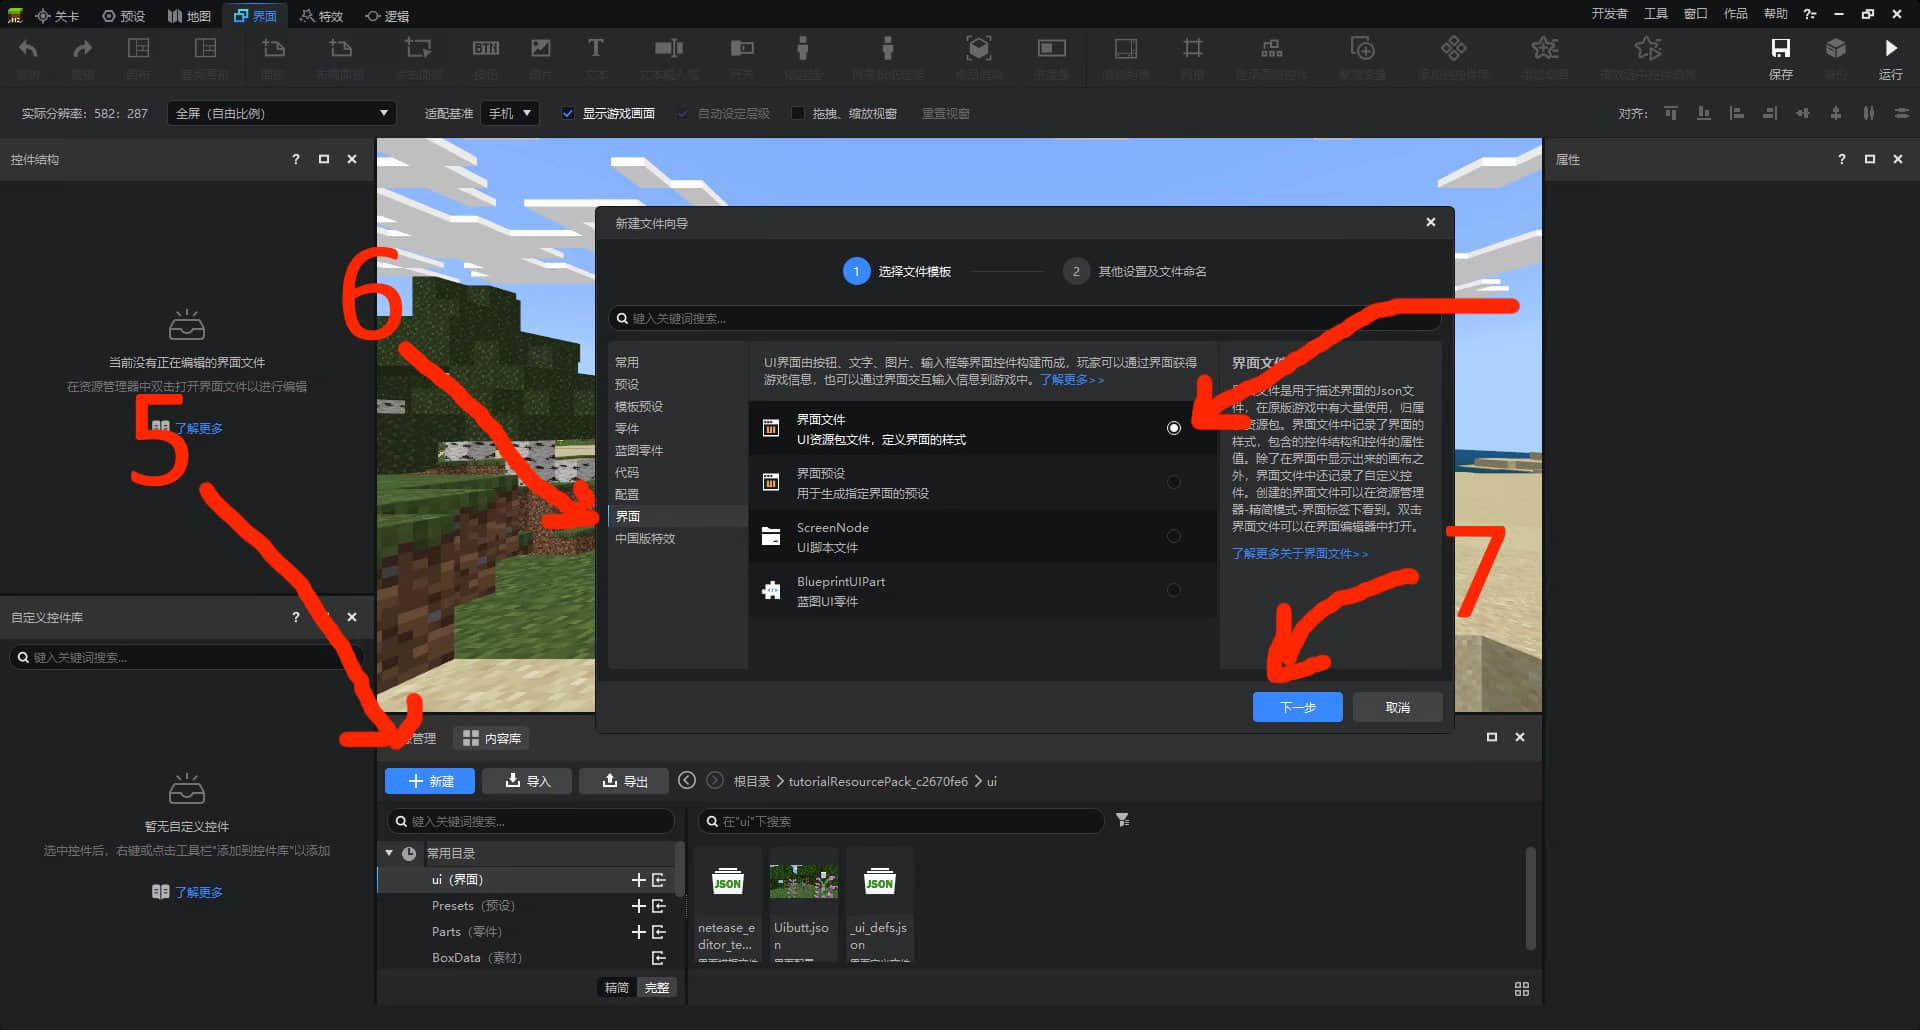 关卡 预设 地图 界面 特效 逻辑 开发者 工具 窗口 作品 帮助
BTN T
保存 运行
实际分辨率: 582: 287 全屏（自由比例） 适配基准 手机 显示游戏画面 自动设定层级 拖拽、缩放视窗 重置视窗 对齐:
控件结构
属性
当前没有正在编辑的界面文件
在资源管理器中双击打开界面文件以进行编辑
了解更多
自定义控件库
键入关键词搜索...
暂无自定义控件
选中控件后，右键或点击工具栏"添加到控件库"以添加
了解更多
5
6
7
新建文件向导
1 选择文件模板 2 其他设置及文件命名
键入关键词搜索...
常用
预设
模板预设
零件
蓝图零件
代码
配置
界面
中国版特效
UI界面由按钮、文字、图片、输入框等界面控件构建而成，玩家可以通过界面获得
游戏信息，也可以通过界面交互输入信息到游戏中。了解更多>>
界面文件
UI资源包文件，定义界面的样式
界面预设
用于生成指定界面的预设
ScreenNode
UI脚本文件
BlueprintUIPart
蓝图UI零件
界面文
文件是用于描述界面的Json文
件，在原版游戏中有大量使用，归属
资源包。界面文件中记录了界面的
样式，包含的控件结构和控件的属性
值。除了在界面中显示出来的画布之
外，界面文件中还记录了自定义控
件。创建的界面文件可以在资源管理
器-精简模式-界面标签下看到。双击
界面文件可以在界面编辑器中打开。
了解更多关于界面文件>>
下一步 取消
管理 内容库
新建 导入 导出 根目录 tutorialResourcePack_c2670fe6 ui
键入关键词搜索... 在"ui"下搜索
常用目录
ui（界面）
Presets（预设）
Parts（零件）
BoxData（素材）
精简 完整
JSON JSON
netease_e
ditor_te...
Uibutt.jso
n
_ui_defs.js
on